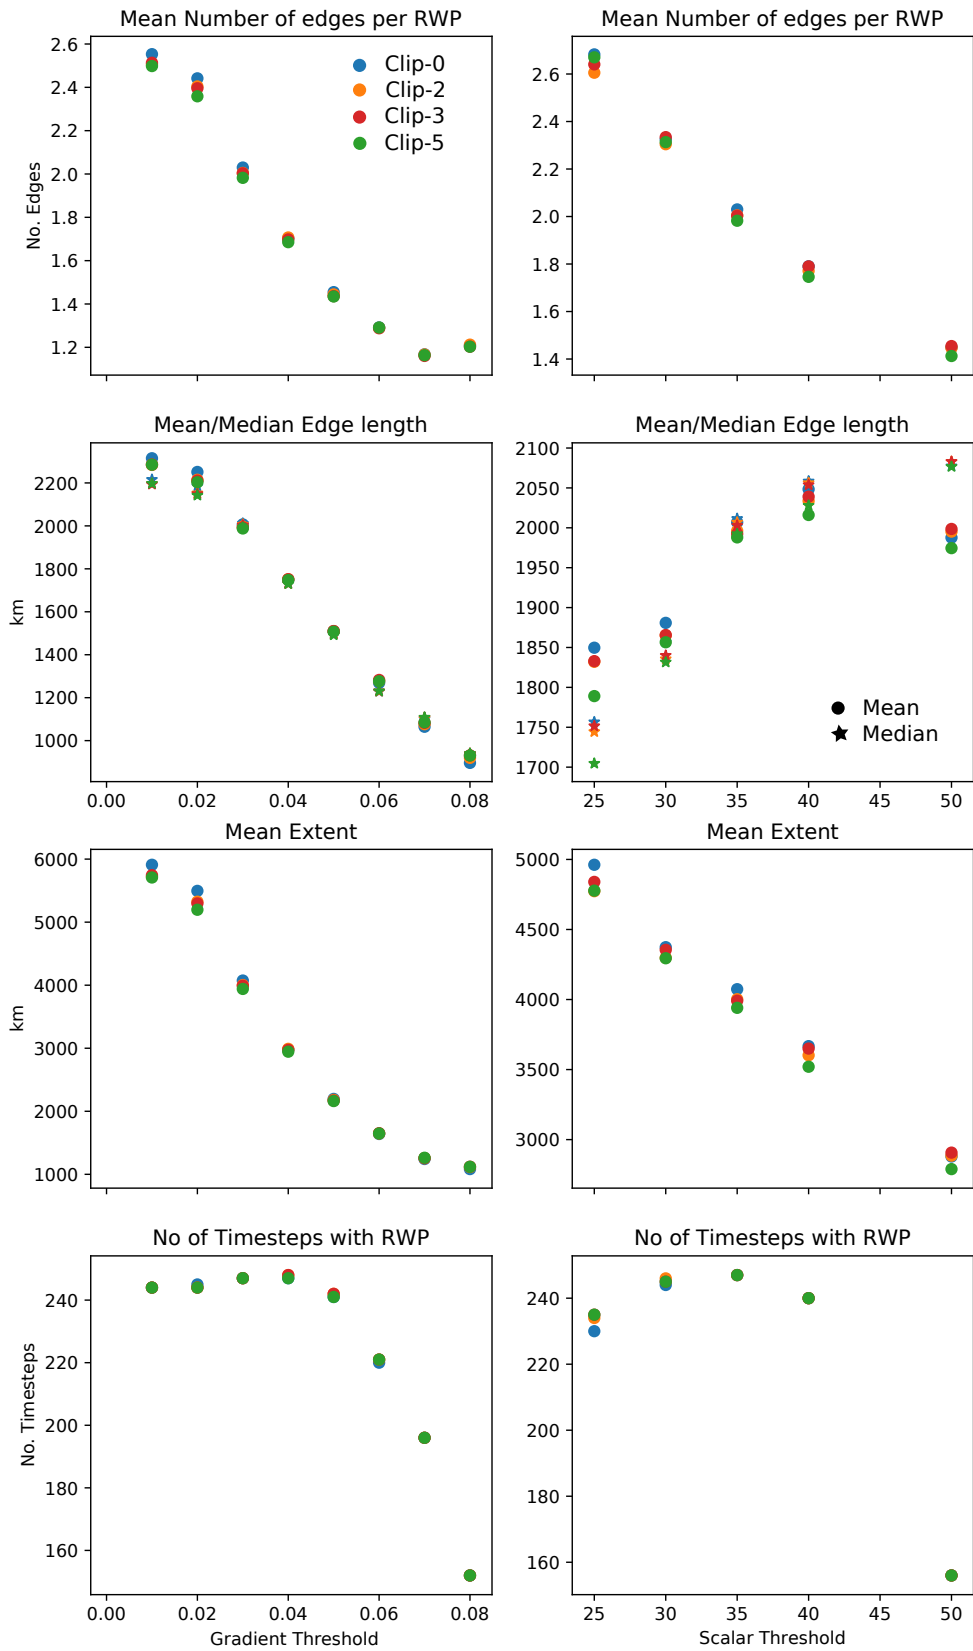 Mean Number of edges per RWP
2.6
2.4
2.2
2.0
1.8
1.6
1.4
1.2
No. Edges
Clip-0
Clip-2
Clip-3
Clip-5
Mean Number of edges per RWP
2.6
2.4
2.2
2.0
1.8
1.6
1.4
Mean/Median Edge length
2200
2000
1800
1600
1400
1200
1000
km
0.00 0.02 0.04 0.06 0.08
Mean/Median Edge length
2100
2050
2000
1950
1900
1850
1800
1750
1700
Mean
Median
25 30 35 40 45 50
Mean Extent
6000
5000
4000
3000
2000
1000
km
Mean Extent
5000
4500
4000
3500
3000
No of Timesteps with RWP
240
220
200
180
160
No. Timesteps
0.00 0.02 0.04 0.06 0.08
Gradient Threshold
No of Timesteps with RWP
240
220
200
180
160
25 30 35 40 45 50
Scalar Threshold